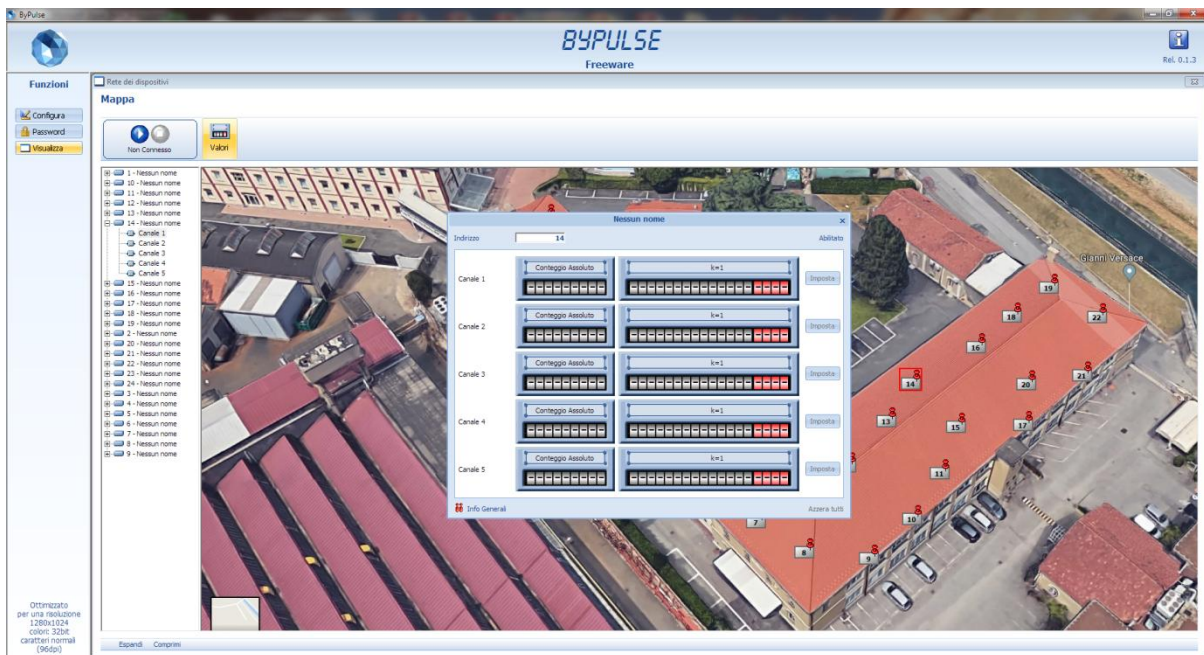 ByPulse
BYPULSE
Freeware
Rel. 0.1.3
Funzioni
Configura
Password
Visualizza
Rete dei dispositivi
Mappa
Non Connesso
Valori
1 - Nessun nome
10 - Nessun nome
11 - Nessun nome
12 - Nessun nome
13 - Nessun nome
14 - Nessun nome
Canale 1
Canale 2
Canale 3
Canale 4
Canale 5
15 - Nessun nome
16 - Nessun nome
17 - Nessun nome
18 - Nessun nome
19 - Nessun nome
2 - Nessun nome
20 - Nessun nome
21 - Nessun nome
22 - Nessun nome
23 - Nessun nome
24 - Nessun nome
3 - Nessun nome
4 - Nessun nome
5 - Nessun nome
6 - Nessun nome
7 - Nessun nome
8 - Nessun nome
9 - Nessun nome
Nessun nome
Indirizzo 14 Abilitato
Canale 1 Conteggio Assoluto k=1 Imposta
Canale 2 Conteggio Assoluto k=1 Imposta
Canale 3 Conteggio Assoluto k=1 Imposta
Canale 4 Conteggio Assoluto k=1 Imposta
Canale 5 Conteggio Assoluto k=1 Imposta
Info Generali Azzera tutti
Gianni Versace
19
18
22
16
14
21
20
13
15
17
11
10
7
8
9
Ottimizzato
per una risoluzione
1280x1024
colori: 32bit
caratteri normali
(96dpi)
Espandi Comprimi